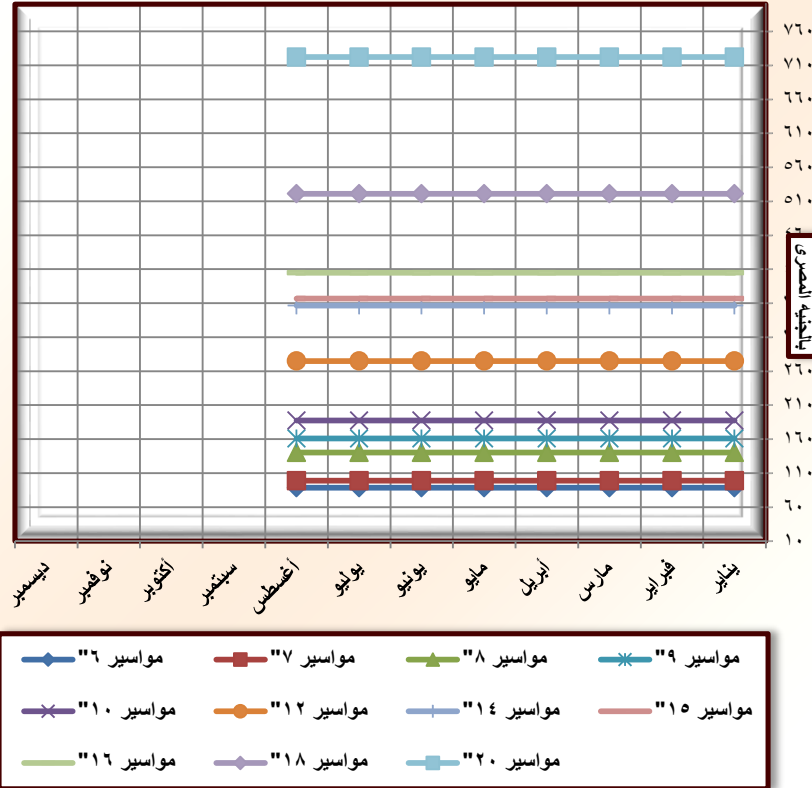 ٧٦٠
٧١٠
٦٦٠
٦١٠
٥٦٠
٥١٠
بالجنيه المصرى
٢٦٠
٢١٠
١٦٠
١١٠
٦٠
١٠
يناير فبراير مارس أبريل مايو يونيو يوليو أغسطس سبتمبر أكتوبر نوفمبر ديسمبر
مواسير ٦" مواسير ٧" مواسير ٨" مواسير ٩"
مواسير ١٠" مواسير ١٢" مواسير ١٤" مواسير ١٥"
مواسير ١٦" مواسير ١٨" مواسير ٢٠"